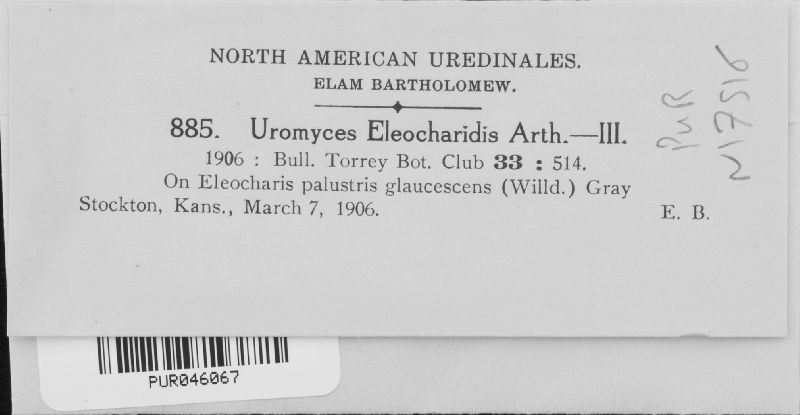 NORTH AMERICAN UREDINALES.
ELAM BARTHOLOMEW.
885. Uromyces Eleocharidis Arth.—III.
1906 : Bull. Torrey Bot. Club 33 : 514.
On Eleocharis palustris glaucescens (Willd.) Gray
Stockton, Kans., March 7, 1906. E. B.
PUR
N17516
PUR046067